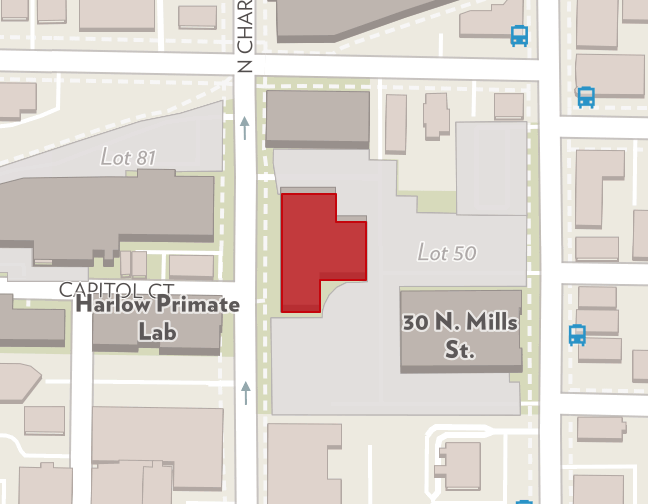 N CHAR
Lot 81
Lot 50
CAPITOL CT
Harlow Primate
Lab
30 N. Mills
St.